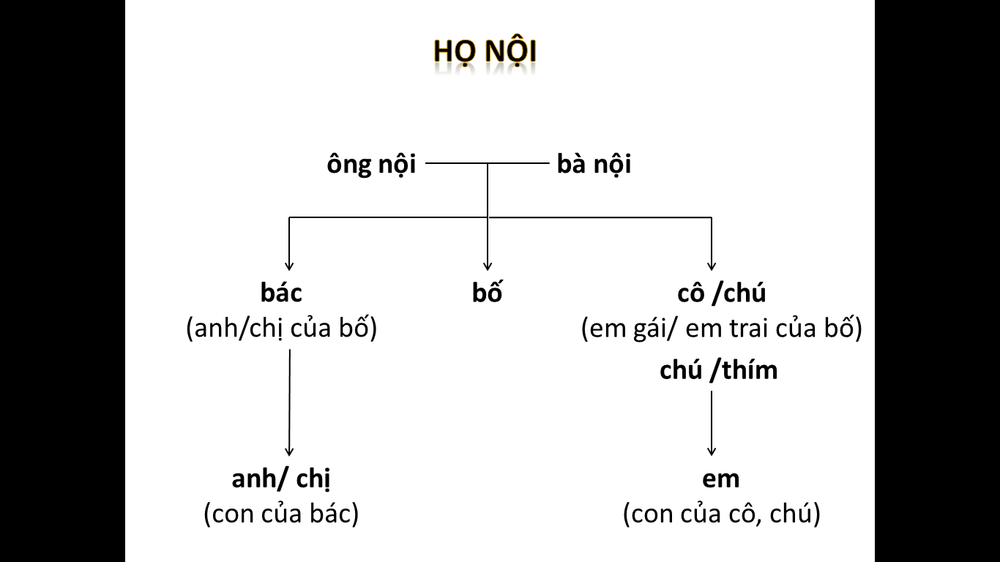 HỌ NỘI
ông nội bà nội
bác bố cô /chú
(anh/chị của bố) (em gái/ em trai của bố)
chú /thím
anh/ chị em
(con của bác) (con của cô, chú)